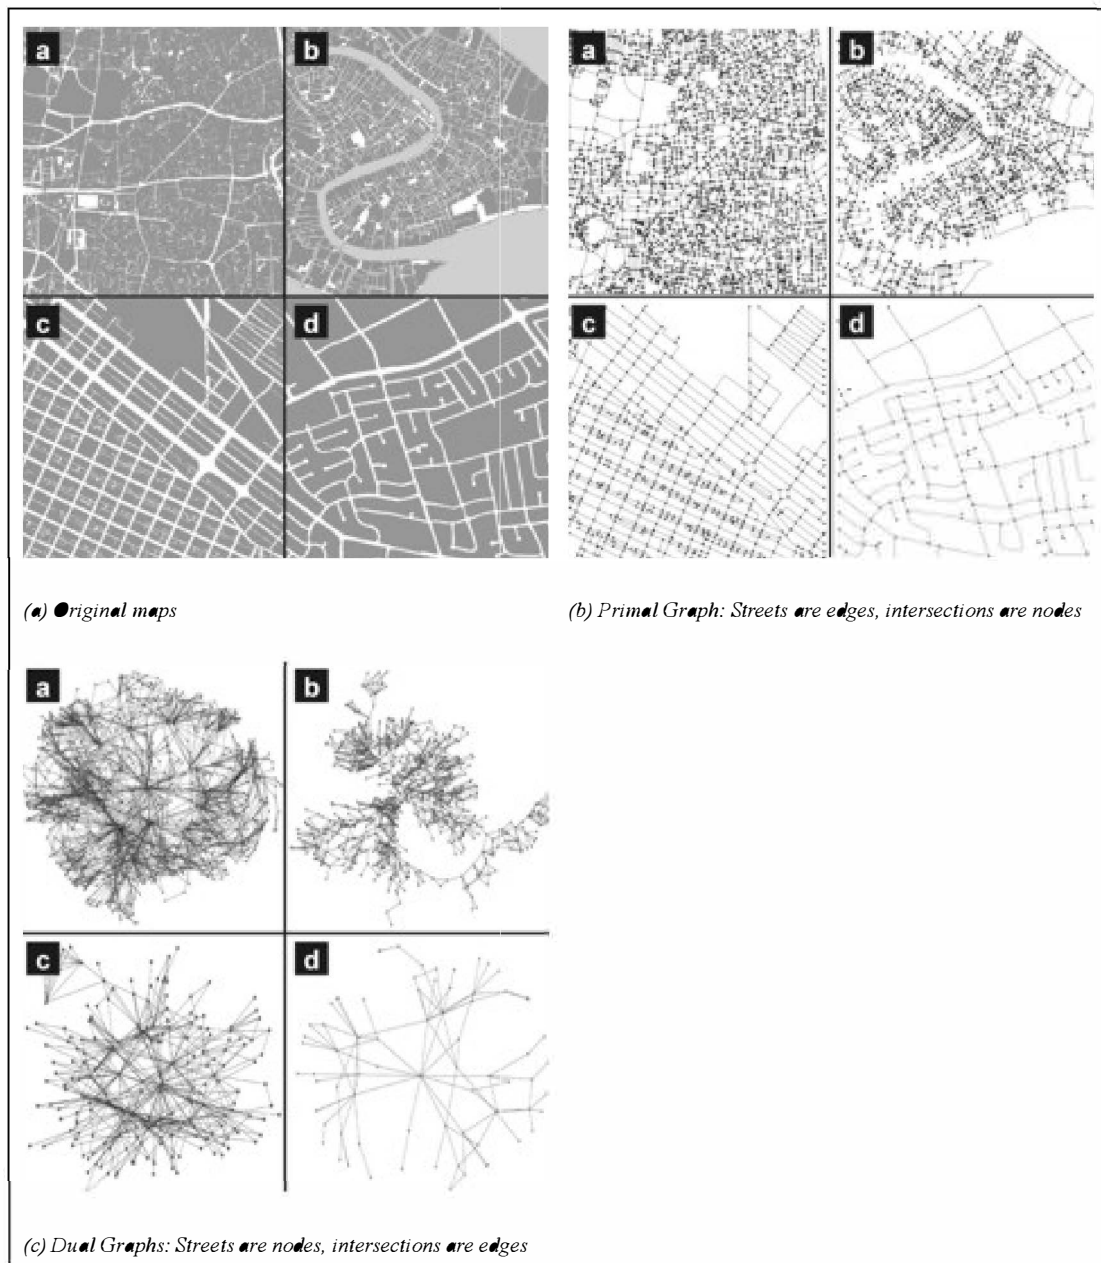 a b
c d
(a) Original maps
a b
c d
(b) Primal Graph: Streets are edges, intersections are nodes
a b
c d
(c) Dual Graphs: Streets are nodes, intersections are edges